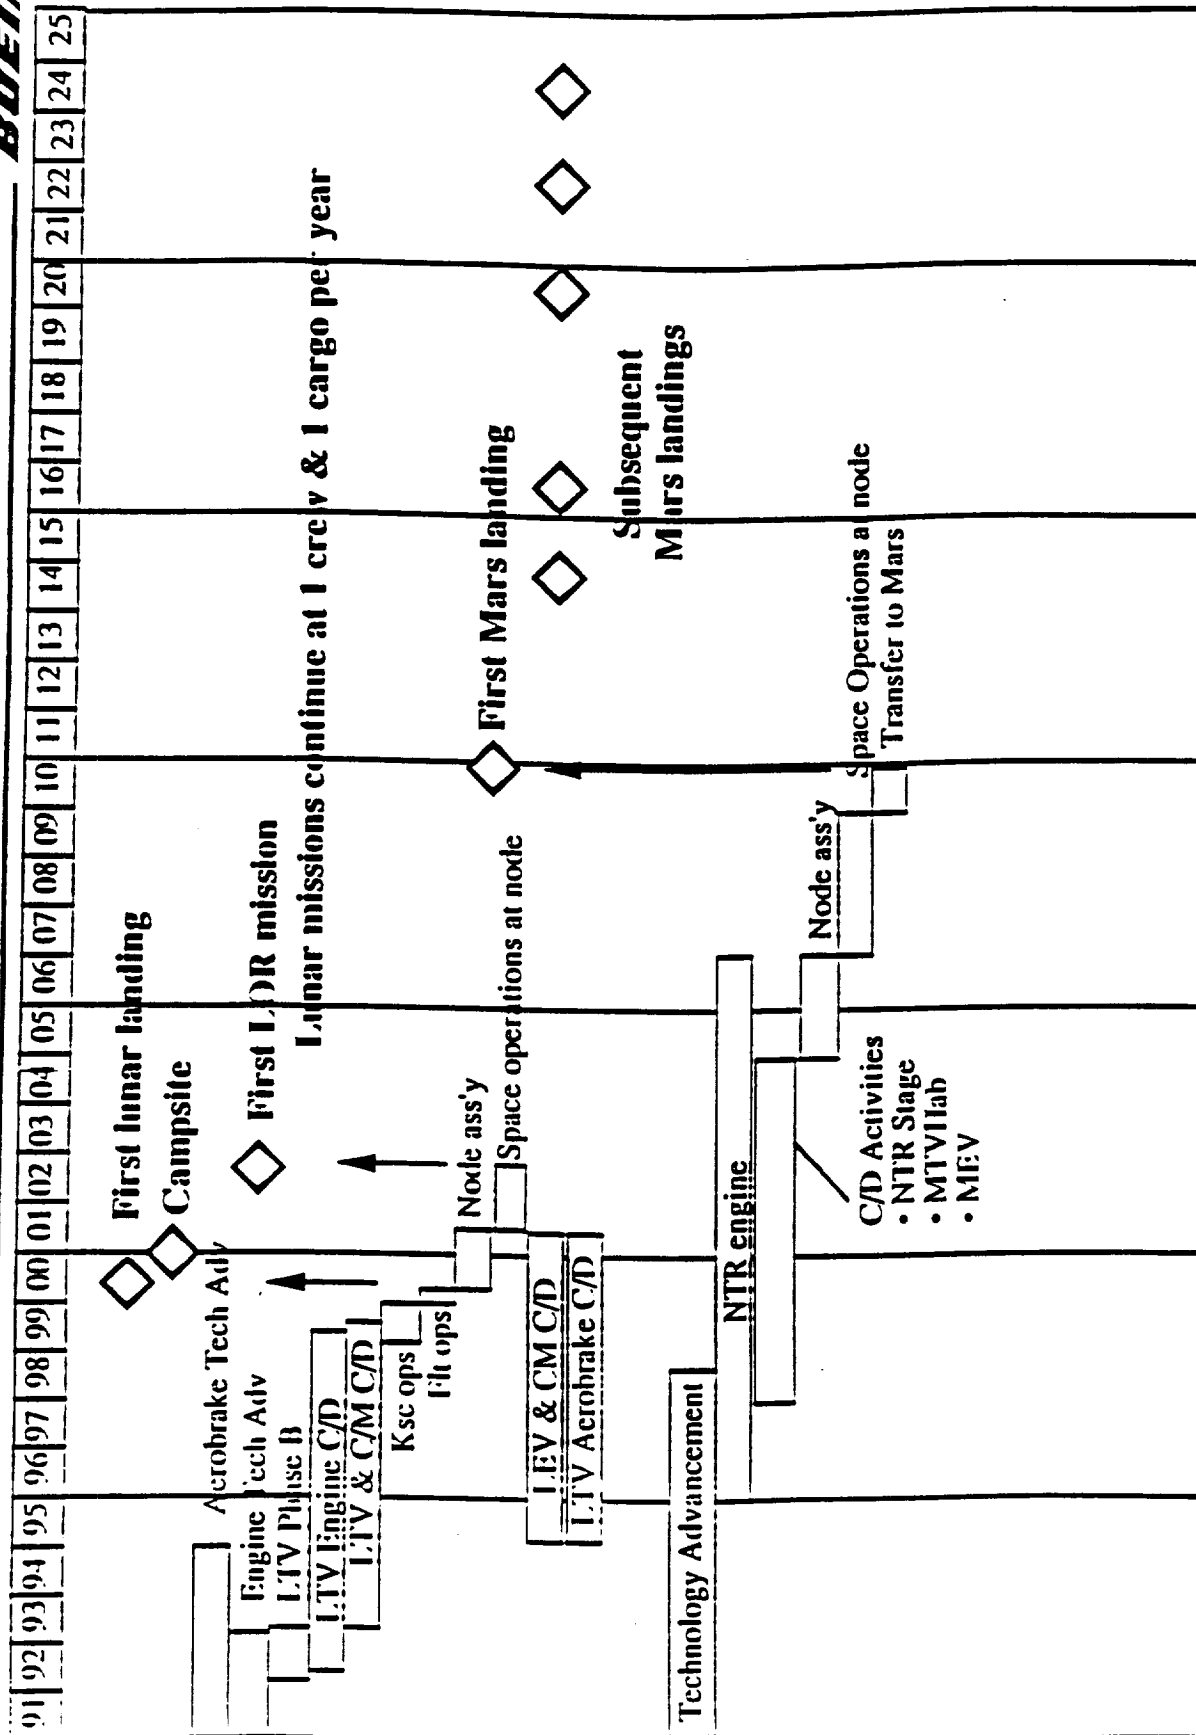 91 92 93 94 95 96 97 98 99 00 01 02 03 04 05 06 07 08 09 10 11 12 13 14 15 16 17 18 19 20 21 22 23 24 25
First lunar landing
Campsite
Aerobrake Tech Adv
First LOR mission
Engine Tech Adv
LTV Phase B
Lunar missions continue at 1 crew & 1 cargo per year
LTV Engine C/D
LTV & C/M C/D
Ksc ops
Flt ops
Node ass'y
First Mars landing
Space operations at node
LEV & CM C/D
LTV Aerobrake C/D
Subsequent
Mars landings
Technology Advancement
NTR engine
Node ass'y
Space Operations at node
Transfer to Mars
C/D Activities
• NTR Stage
• MTV Hab
• MEV